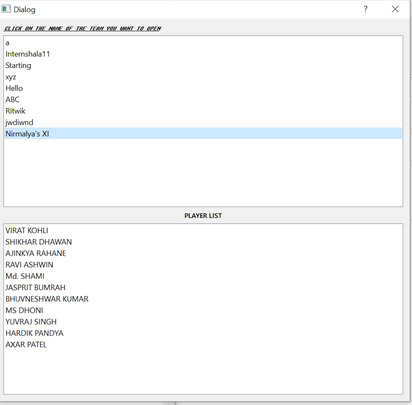 Dialog
CLICK ON THE NAME OF THE TEAM YOU WANT TO OPEN
a
Internshala11
Starting
xyz
Hello
ABC
Ritwik
jwdiwnd
Nirmalya's XI
PLAYER LIST
VIRAT KOHLI
SHIKHAR DHAWAN
AJINKYA RAHANE
RAVI ASHWIN
Md. SHAMI
JASPRIT BUMRAH
BHUVNESHWAR KUMAR
MS DHONI
YUVRAJ SINGH
HARDIK PANDYA
AXAR PATEL